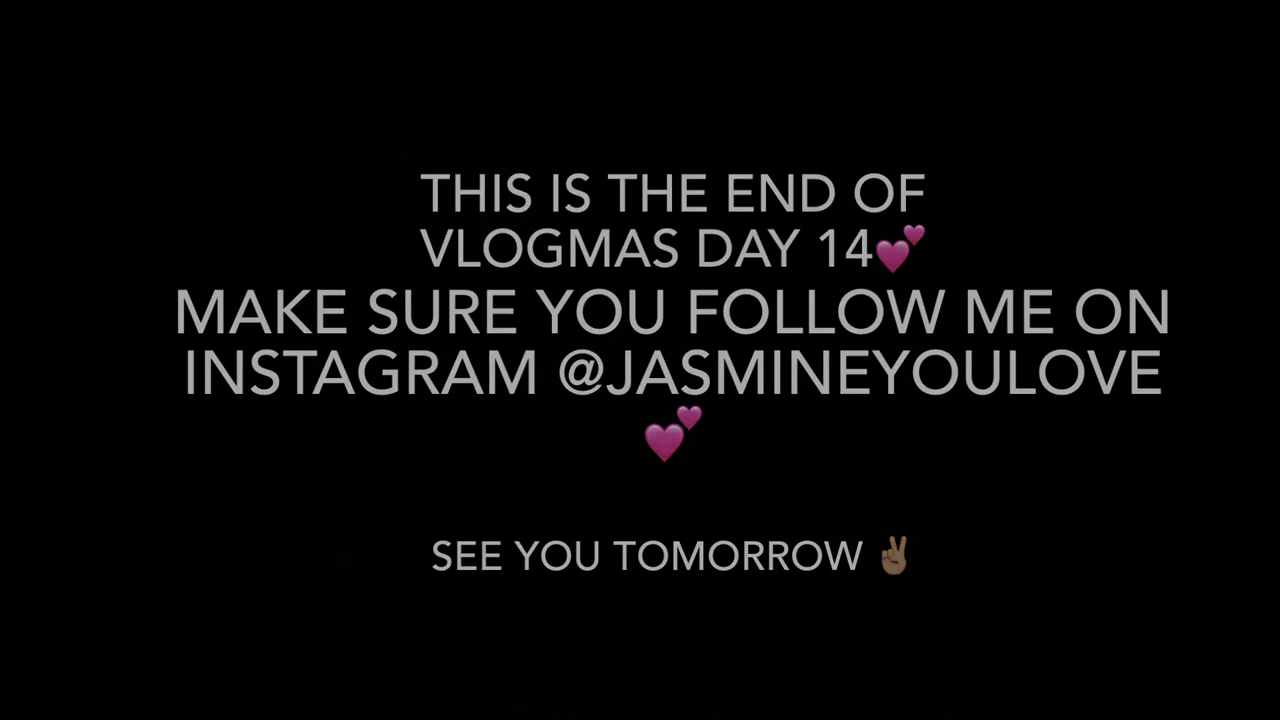 THIS IS THE END OF
VLOGMAS DAY 14💕
MAKE SURE YOU FOLLOW ME ON
INSTAGRAM @JASMINEYOULOVE
💕
SEE YOU TOMORROW ✌🏽